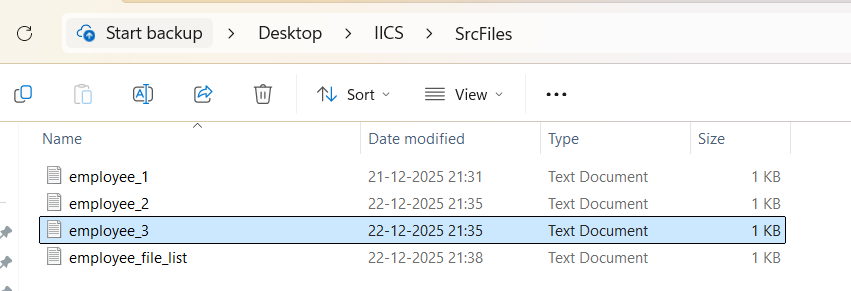 Start backup > Desktop > IICS > SrcFiles
Sort View ...
Name Date modified Type Size
employee_1 21-12-2025 21:31 Text Document 1 KB
employee_2 22-12-2025 21:35 Text Document 1 KB
employee_3 22-12-2025 21:35 Text Document 1 KB
employee_file_list 22-12-2025 21:38 Text Document 1 KB